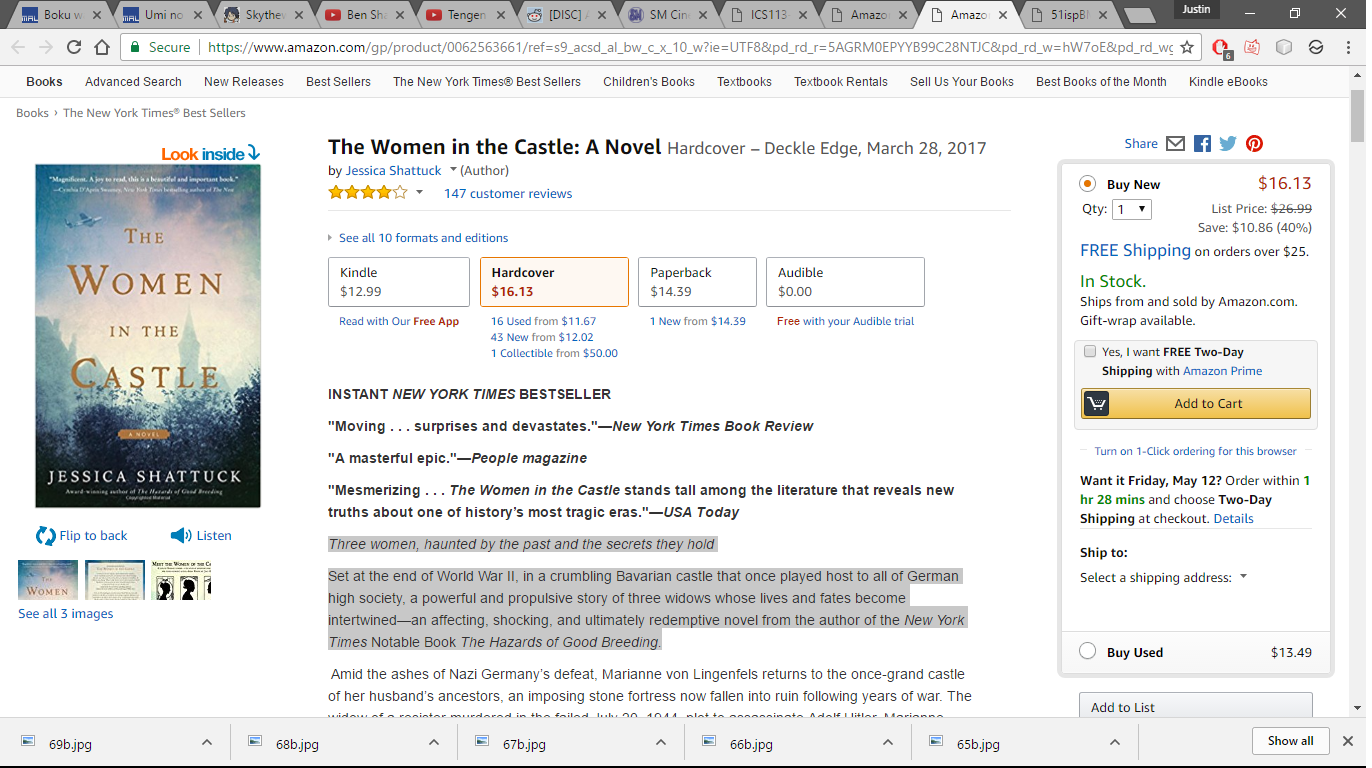 Boku w
Umi no
Skythe
Ben Sh
Tengen
[DISC]
SM Cin
ICS113
Amazo
Amazo
51ispB
Justin
Secure
https://www.amazon.com/gp/product/0062563661/ref=s9_acsd_al_bw_c_x_10_w?ie=UTF8&pd_rd_r=5AGRM0EPYYB99C28NTJC&pd_rd_w=hW7oE&pd_rd_wg
6
Books Advanced Search New Releases Best Sellers The New York Times® Best Sellers Children's Books Textbooks Textbook Rentals Sell Us Your Books Best Books of the Month Kindle eBooks
Books › The New York Times® Best Sellers
Look inside
"Magnificent. A joy to read, this is a beautiful and important book."
THE
WOMEN
IN THE
CASTLE
A NOVEL
JESSICA SHATTUCK
Award-winning author of The Hazards of Good Breeding
Flip to back Listen
See all 3 images
The Women in the Castle: A Novel Hardcover – Deckle Edge, March 28, 2017
by Jessica Shattuck (Author)
147 customer reviews
See all 10 formats and editions
Kindle
$12.99
Read with Our Free App
Hardcover
$16.13
16 Used from $11.67
43 New from $12.02
1 Collectible from $50.00
Paperback
$14.39
1 New from $14.39
Audible
$0.00
Free with your Audible trial
INSTANT NEW YORK TIMES BESTSELLER
"Moving . . . surprises and devastates."—New York Times Book Review
"A masterful epic."—People magazine
"Mesmerizing . . . The Women in the Castle stands tall among the literature that reveals new
truths about one of history's most tragic eras."—USA Today
Three women, haunted by the past and the secrets they hold
Set at the end of World War II, in a crumbling Bavarian castle that once played host to all of German
high society, a powerful and propulsive story of three widows whose lives and fates become
intertwined—an affecting, shocking, and ultimately redemptive novel from the author of the New York
Times Notable Book The Hazards of Good Breeding.
Amid the ashes of Nazi Germany's defeat, Marianne von Lingenfels returns to the once-grand castle
of her husband's ancestors, an imposing stone fortress now fallen into ruin following years of war. The
widow of a resister murdered in the failed July 20, 1944, plot to assassinate Adolf Hitler, Marianne
Share
Buy New $16.13
Qty: 1 List Price: $26.99
Save: $10.86 (40%)
FREE Shipping on orders over $25.
In Stock.
Ships from and sold by Amazon.com.
Gift-wrap available.
Yes, I want FREE Two-Day
Shipping with Amazon Prime
Add to Cart
Turn on 1-Click ordering for this browser
Want it Friday, May 12? Order within 1
hr 28 mins and choose Two-Day
Shipping at checkout. Details
Ship to:
Select a shipping address:
Buy Used $13.49
Add to List
69b.jpg
68b.jpg
67b.jpg
66b.jpg
65b.jpg
Show all